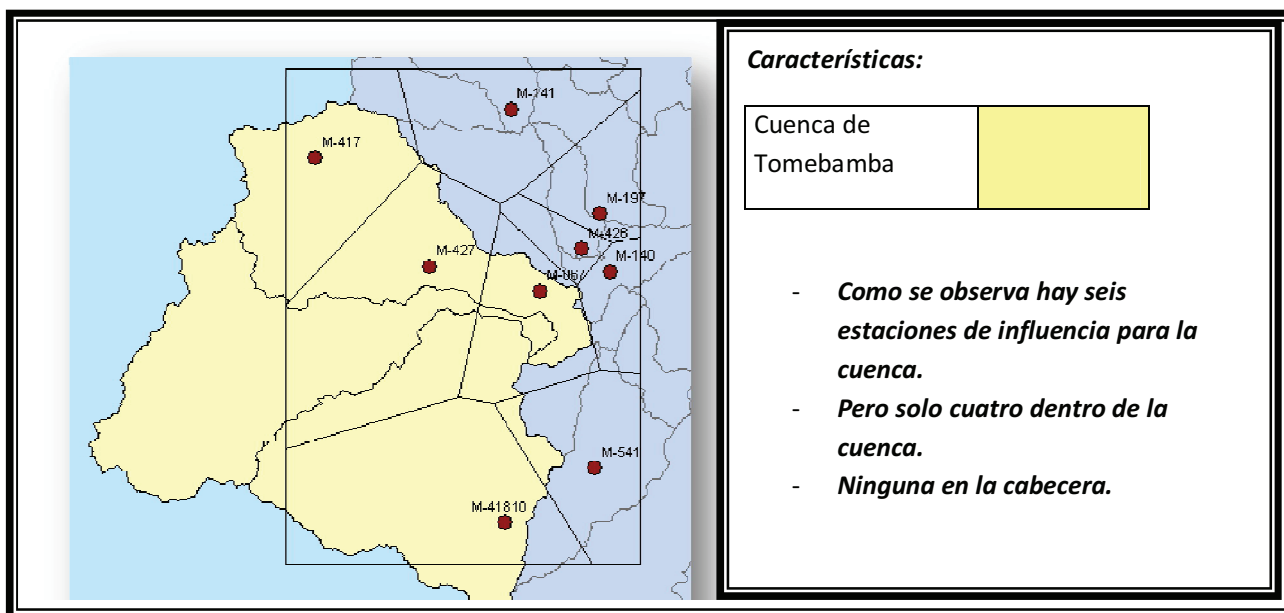 M-141
M-417
M-197
M-426
M-427
M-140
M-541
M-41810
Características:
Cuenca de
Tomebamba
- Como se observa hay seis
estaciones de influencia para la
cuenca.
- Pero solo cuatro dentro de la
cuenca.
- Ninguna en la cabecera.